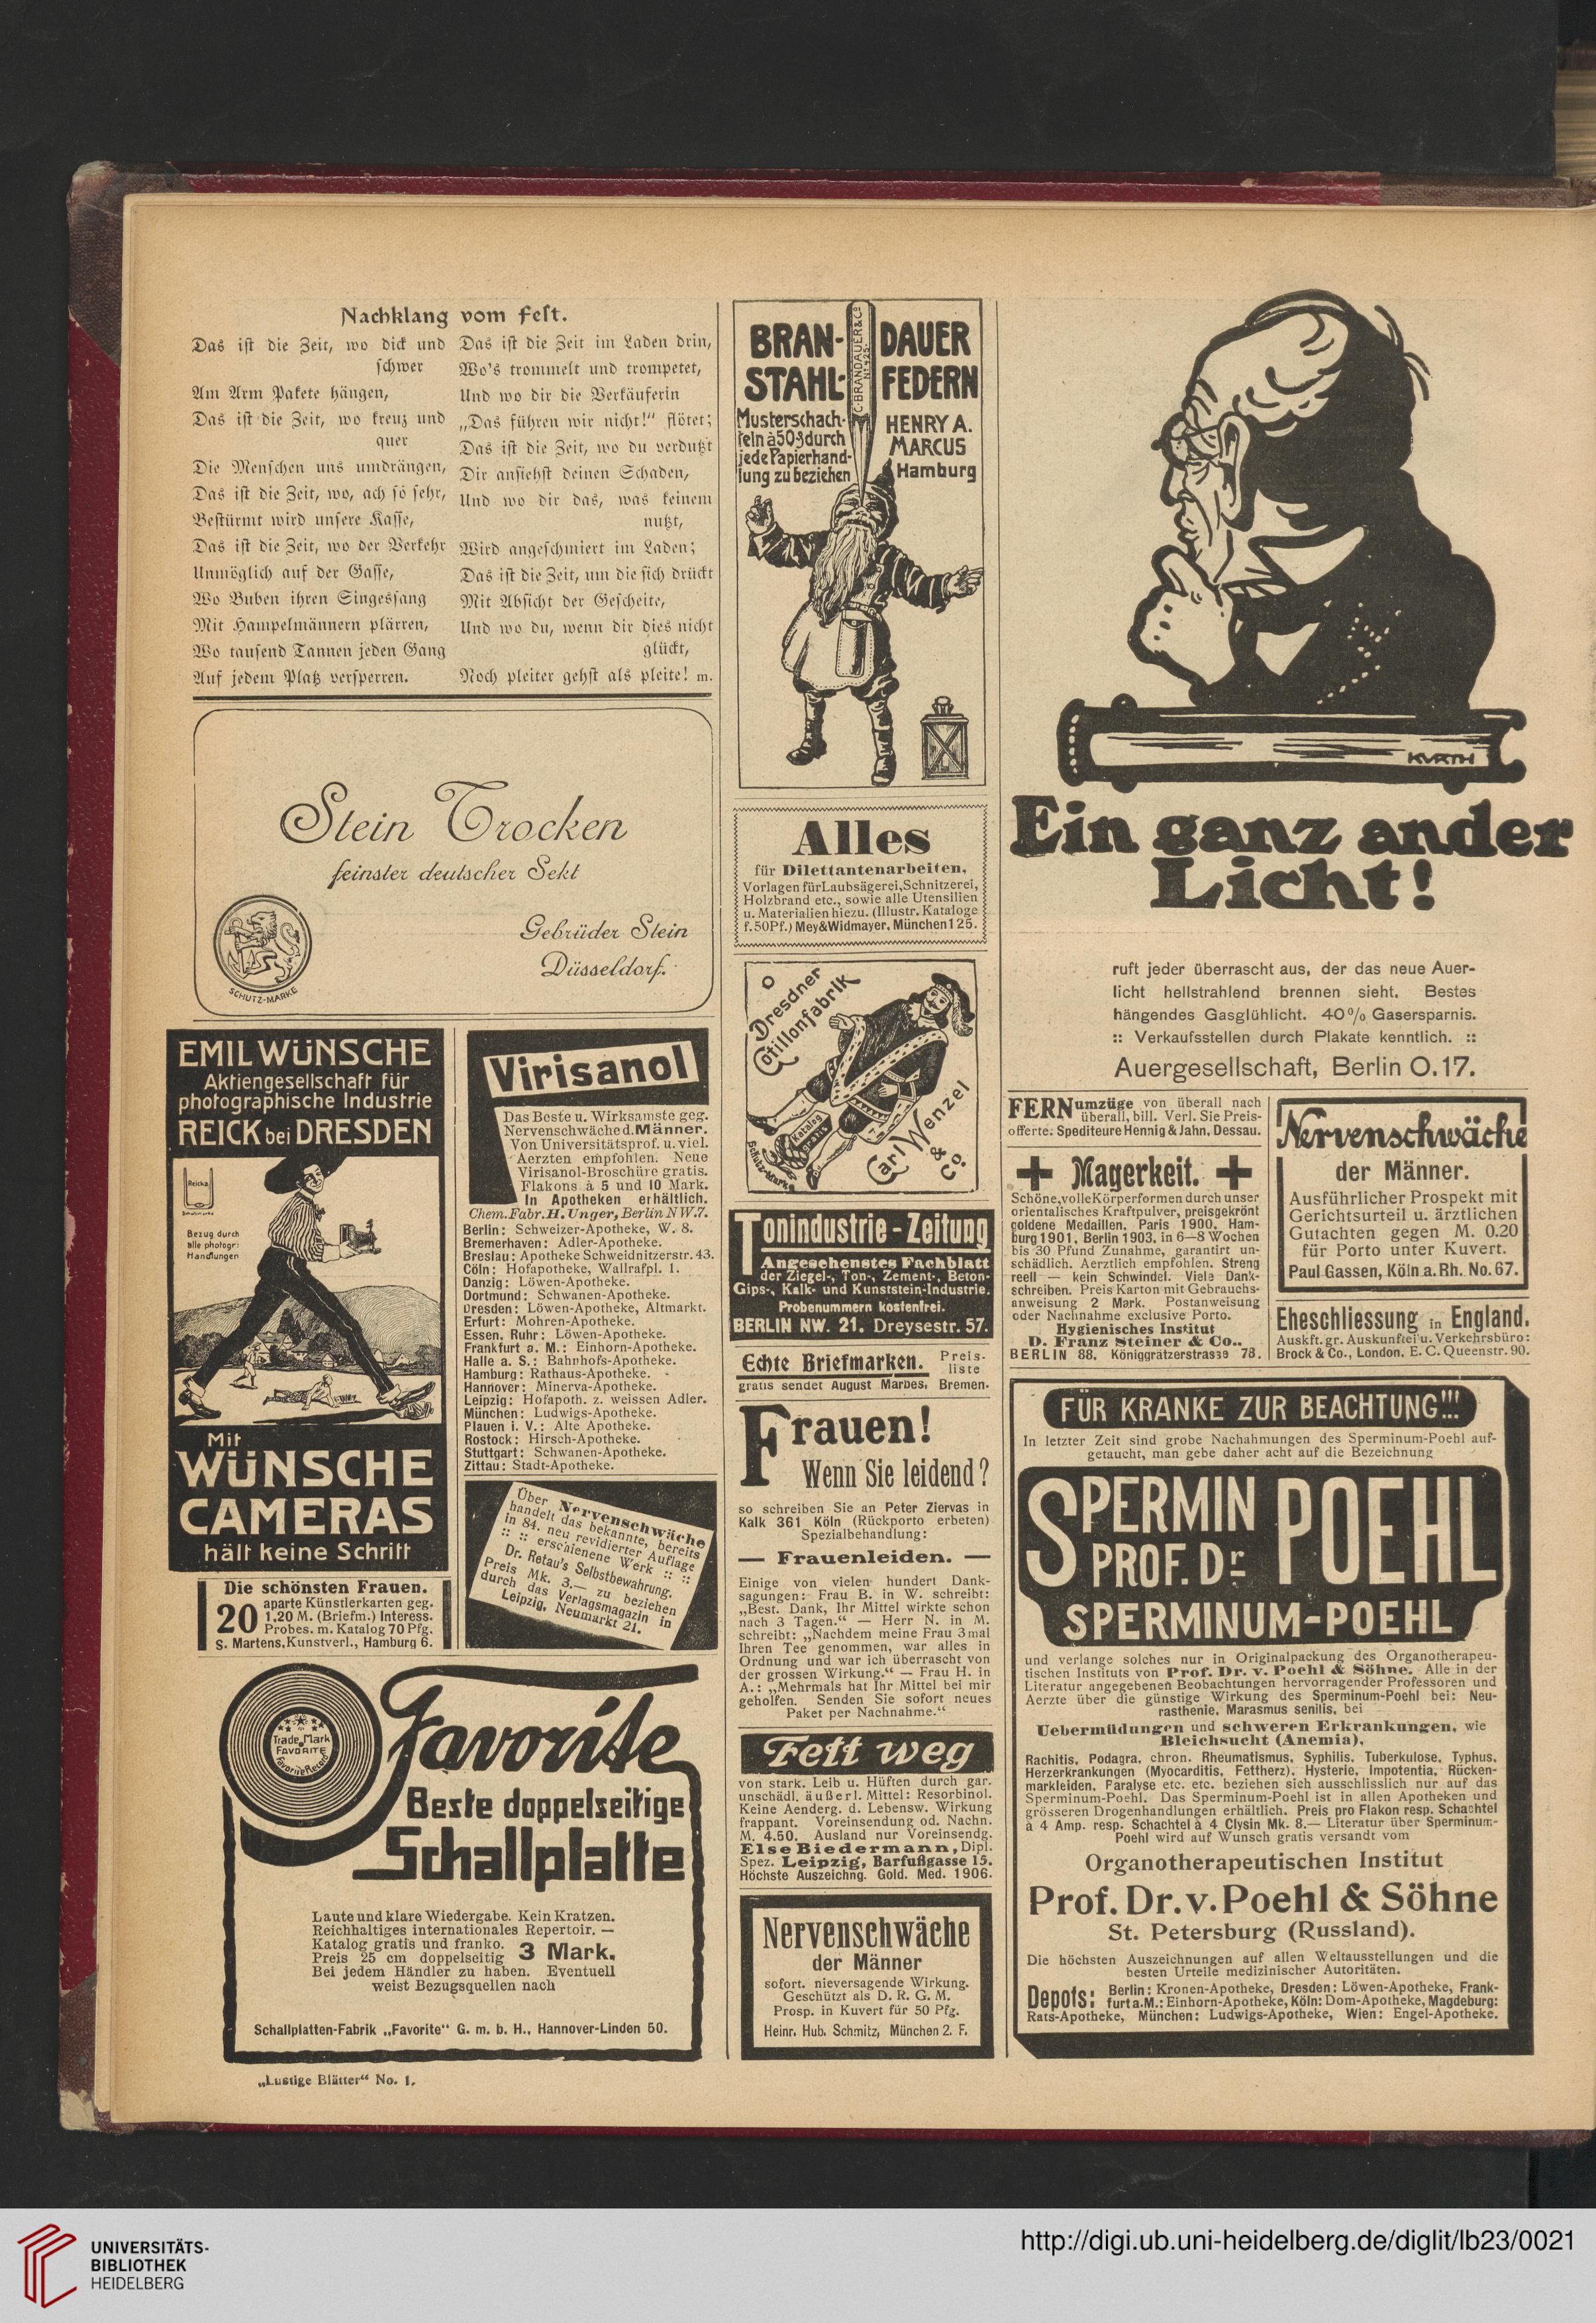 Nachklang vom Fest.
Das ist die Zeit, wo dick und
schwer
Am Arm Pakete hängen,
Das ist die Zeit, wo kreuz und
quer
Die Menschen uns umdrängen,
Das ist die Zeit, wo, ach so sehr,
Bestürmt wird unsere Kasse,
Das ist die Zeit, wo der Verkehr
Unmöglich auf der Gasse,
Wo Buben ihren Singessang
Mit Hampelmännern plärren,
Wo tausend Tannen jeden Gang
Auf jedem Platz versperren.
Das ist die Zeit im Laden drin,
Wo's trommelt und trompetet,
Und wo dir die Verkäuferin
„Das führen wir nicht!“ flötet;
Das ist die Zeit, wo du verdutzt
Dir ansiehst deinen Schaden,
Und wo dir das, was keinem
nutzt,
Wird angeschmiert im Laden;
Das ist die Zeit, um die sich drückt
Mit Absicht der Gescheite,
Und wo du, wenn dir dies nicht
glückt,
Noch pleiter gehst als pleite! m.
Stein Trocken
feinster deutscher Sekt
Gebrüder Stein
Düsseldorf.
SCHUTZ-MARKE
EMIL WÜNSCHE
Aktiengesellschaft für
photographische Industrie
REICK bei DRESDEN
Reicka
Schutzmarke
Bezug durch
alle photogr.
Handlungen
Mit
WÜNSCHE
CAMERAS
hält keine Schritt
Die schönsten Frauen.
20 aparte Künstlerkarten geg.
1,20 M. (Briefm.) Interess.
Probes. m. Katalog 70 Pfg.
S. Martens, Kunstverl., Hamburg 6.
Virisanol
Das Beste u. Wirksamste geg.
Nervenschwäche d. Männer.
Von Universitätsprof. u. viel.
Aerzten empfohlen. Neue
Virisanol-Broschüre gratis.
Flakons à 5 und 10 Mark.
In Apotheken erhältlich.
Chem. Fabr. H. Unger, Berlin NW.7.
Berlin: Schweizer-Apotheke, W. 8.
Bremerhaven: Adler-Apotheke.
Breslau: Apotheke Schweidnitzerstr. 43.
Cöln: Hofapotheke, Wallrafpl. 1.
Danzig: Löwen-Apotheke.
Dortmund: Schwanen-Apotheke.
Dresden: Löwen-Apotheke, Altmarkt.
Erfurt: Mohren-Apotheke.
Essen, Ruhr: Löwen-Apotheke.
Frankfurt a. M.: Einhorn-Apotheke.
Halle a. S.: Bahnhofs-Apotheke.
Hamburg: Rathaus-Apotheke.
Hannover: Minerva-Apotheke.
Leipzig: Hofapoth. z. weissen Adler.
München: Ludwigs-Apotheke.
Plauen i. V.: Alte Apotheke.
Rostock: Hirsch-Apotheke.
Stuttgart: Schwanen-Apotheke.
Zittau: Stadt-Apotheke.
Über Nervenschwäche
handelt das bekannte, bereits
in 84. neu revidierter Auflage
:: :: erschienene Werk :: ::
Dr. Retau's Selbstbewahrung.
Preis Mk. 3.— zu beziehen
durch das Verlagsmagazin in
Leipzig, Neumarkt 21.
Trade Mark
FAVORITE
Favorite Record
Favorite
Beste doppelseitige
Schallplatte
Laute und klare Wiedergabe. Kein Kratzen.
Reichhaltiges internationales Repertoir. —
Katalog gratis und franko.
Preis 25 cm doppelseitig 3 Mark.
Bei jedem Händler zu haben. Eventuell
weist Bezugsquellen nach
Schallplatten-Fabrik „Favorite“ G. m. b. H., Hannover-Linden 50.
„Lustige Blätter“ No. 1.
BRAN-DAUER
STAHL-FEDERN
C. BRANDAUER & Co
No 425
Musterschach-
teln à 50 ₰ durch
jede Papierhand-
lung zu beziehen
HENRY A.
MARCUS
Hamburg
Alles
für Dilettantenarbeiten,
Vorlagen für Laubsägerei, Schnitzerei,
Holzbrand etc., sowie alle Utensilien
u. Materialien hiezu. (Illustr. Kataloge
f. 50 Pf.) Mey & Widmayer, München 125.
Dresdner
Cotillonfabrik
Katalog
gratis
Schutz-Marke
Carl Wenzel
& Co.
Tonindustrie-Zeitung
Angesehenstes Fachblatt
der Ziegel-, Ton-, Zement-, Beton-
Gips-, Kalk- und Kunststein-Industrie.
Probenummern kostenfrei.
BERLIN NW. 21. Dreysestr. 57.
Echte Briefmarken. Preis-
liste
gratis sendet August Marbes, Bremen.
Frauen!
Wenn Sie leidend?
so schreiben Sie an Peter Ziervas in
Kalk 361 Köln (Rückporto erbeten)
Spezialbehandlung:
— Frauenleiden. —
Einige von vielen hundert Dank-
sagungen: Frau B. in W. schreibt:
„Best. Dank, Ihr Mittel wirkte schon
nach 3 Tagen.“ — Herr N. in M.
schreibt: „Nachdem meine Frau 3mal
Ihren Tee genommen, war alles in
Ordnung und war ich überrascht von
der grossen Wirkung.“ — Frau H. in
A.: „Mehrmals hat Ihr Mittel bei mir
geholfen. Senden Sie sofort neues
Paket per Nachnahme.“
Fett weg
von stark. Leib u. Hüften durch gar.
unschädl. äußerl. Mittel: Resorbinol.
Keine Aenderg. d. Lebensw. Wirkung
frappant. Voreinsendung od. Nachn.
M. 4.50. Ausland nur Voreinsendg.
Else Biedermann, Dipl.
Spez. Leipzig, Barfußgasse 15.
Höchste Auszeichng. Gold. Med. 1906.
Nervenschwäche
der Männer
sofort. nieversagende Wirkung.
Geschützt als D. R. G. M.
Prosp. in Kuvert für 50 Pfg.
Heinr. Hub. Schmitz, München 2. F.
KURTH
Ein ganz ander
Licht!
ruft jeder überrascht aus, der das neue Auer-
licht hellstrahlend brennen sieht. Bestes
hängendes Gasglühlicht. 40% Gasersparnis.
:: Verkaufsstellen durch Plakate kenntlich. ::
Auergesellschaft, Berlin O.17.
FERNumzüge von überall nach
überall, bill. Verl. Sie Preis-
offerte: Spediteure Hennig & Jahn, Dessau.
✚ Magerkeit. ✚
Schöne, volle Körperformen durch unser
orientalisches Kraftpulver, preisgekrönt
goldene Medaillen, Paris 1900, Ham-
burg 1901, Berlin 1903, in 6—8 Wochen
bis 30 Pfund Zunahme, garantirt un-
schädlich. Aerztlich empfohlen. Streng
reell — kein Schwindel. Viele Dank-
schreiben. Preis Karton mit Gebrauchs-
anweisung 2 Mark. Postanweisung
oder Nachnahme exclusive Porto.
Hygienisches Institut
D. Franz Steiner & Co.,
BERLIN 88, Königgrätzerstrasse 78.
Nervenschwäche
der Männer.
Ausführlicher Prospekt mit
Gerichtsurteil u. ärztlichen
Gutachten gegen M. 0.20
für Porto unter Kuvert.
Paul Gassen, Köln a. Rh. No. 67.
Eheschliessung in England.
Auskft. gr. Auskunftei u. Verkehrsbüro:
Brock & Co., London, E. C. Queenstr. 90.
FÜR KRANKE ZUR BEACHTUNG!!!
In letzter Zeit sind grobe Nachahmungen des Sperminum-Poehl auf-
getaucht, man gebe daher acht auf die Bezeichnung
SPERMIN POEHL
PROF. Dr.
SPERMINUM-POEHL
und verlange solches nur in Originalpackung des Organotherapeu-
tischen Instituts von Prof. Dr. v. Poehl & Söhne. Alle in der
Literatur angegebenen Beobachtungen hervorragender Professoren und
Aerzte über die günstige Wirkung des Sperminum-Poehl bei: Neu-
rasthenie, Marasmus senilis, bei
Uebermüdungen und schweren Erkrankungen, wie
Bleichsucht (Anemia),
Rachitis, Podagra, chron. Rheumatismus, Syphilis, Tuberkulose, Typhus,
Herzerkrankungen (Myocarditis, Fettherz), Hysterie, Impotentia, Rücken-
markleiden, Paralyse etc. etc. beziehen sich ausschlisslich nur auf das
Sperminum-Poehl. Das Sperminum-Poehl ist in allen Apotheken und
grösseren Drogenhandlungen erhältlich. Preis pro Flakon resp. Schachtel
à 4 Amp. resp. Schachtel à 4 Clysin Mk. 8.— Literatur über Sperminum-
Poehl wird auf Wunsch gratis versandt vom
Organotherapeutischen Institut
Prof. Dr. v. Poehl & Söhne
St. Petersburg (Russland).
Die höchsten Auszeichnungen auf allen Weltausstellungen und die
besten Urteile medizinischer Autoritäten.
Depots: Berlin: Kronen-Apotheke, Dresden: Löwen-Apotheke, Frank-
furt a.M.: Einhorn-Apotheke, Köln: Dom-Apotheke, Magdeburg:
Rats-Apotheke, München: Ludwigs-Apotheke, Wien: Engel-Apotheke.
UNIVERSITÄTS-
BIBLIOTHEK
HEIDELBERG
http://digi.ub.uni-heidelberg.de/diglit/lb23/0021